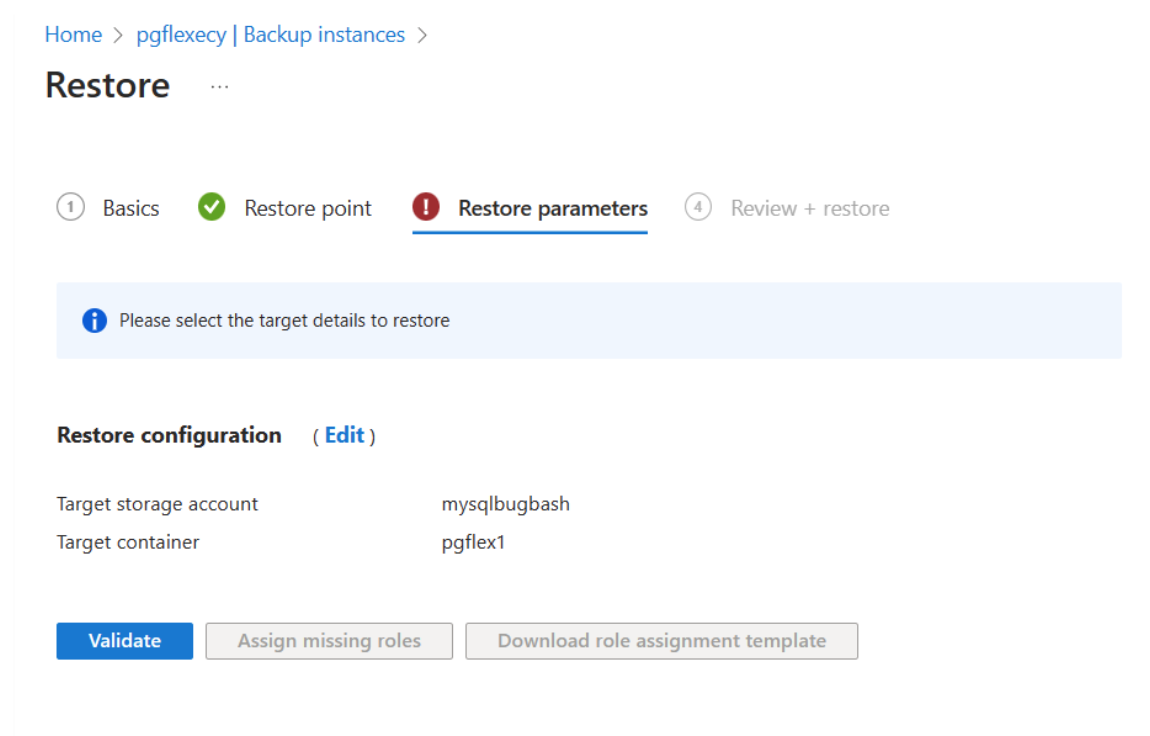 Home > pgflexecy | Backup instances >
Restore ...
1 Basics Restore point ! Restore parameters 4 Review + restore
i Please select the target details to restore
Restore configuration ( Edit )
Target storage account mysqlbugbash
Target container pgflex1
Validate Assign missing roles Download role assignment template